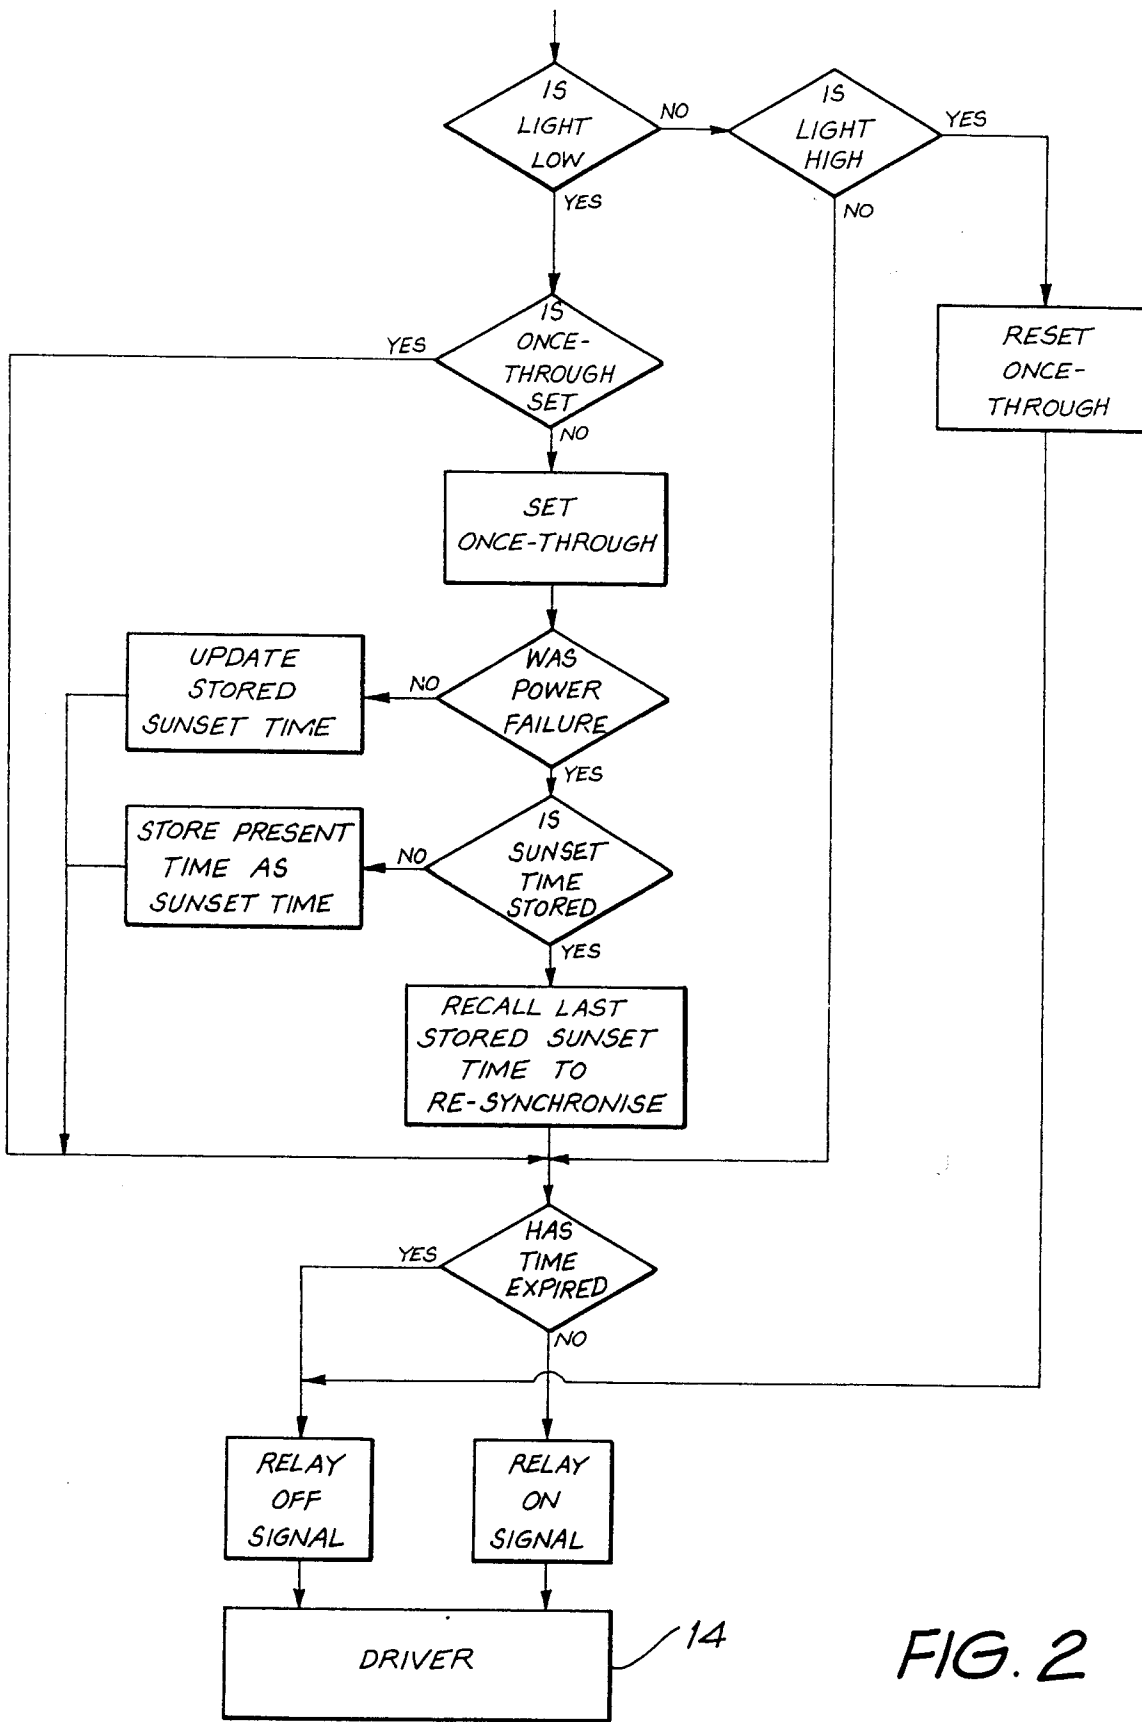 IS
LIGHT
LOW
NO
YES
IS
LIGHT
HIGH
YES
NO
RESET
ONCE-
THROUGH
IS
ONCE-
THROUGH
SET
YES
NO
SET
ONCE-THROUGH
WAS
POWER
FAILURE
NO
YES
UPDATE
STORED
SUNSET TIME
IS
SUNSET
TIME
STORED
NO
YES
STORE PRESENT
TIME AS
SUNSET TIME
RECALL LAST
STORED SUNSET
TIME TO
RE-SYNCHRONISE
HAS
TIME
EXPIRED
YES
NO
RELAY
OFF
SIGNAL
RELAY
ON
SIGNAL
DRIVER
14
FIG. 2